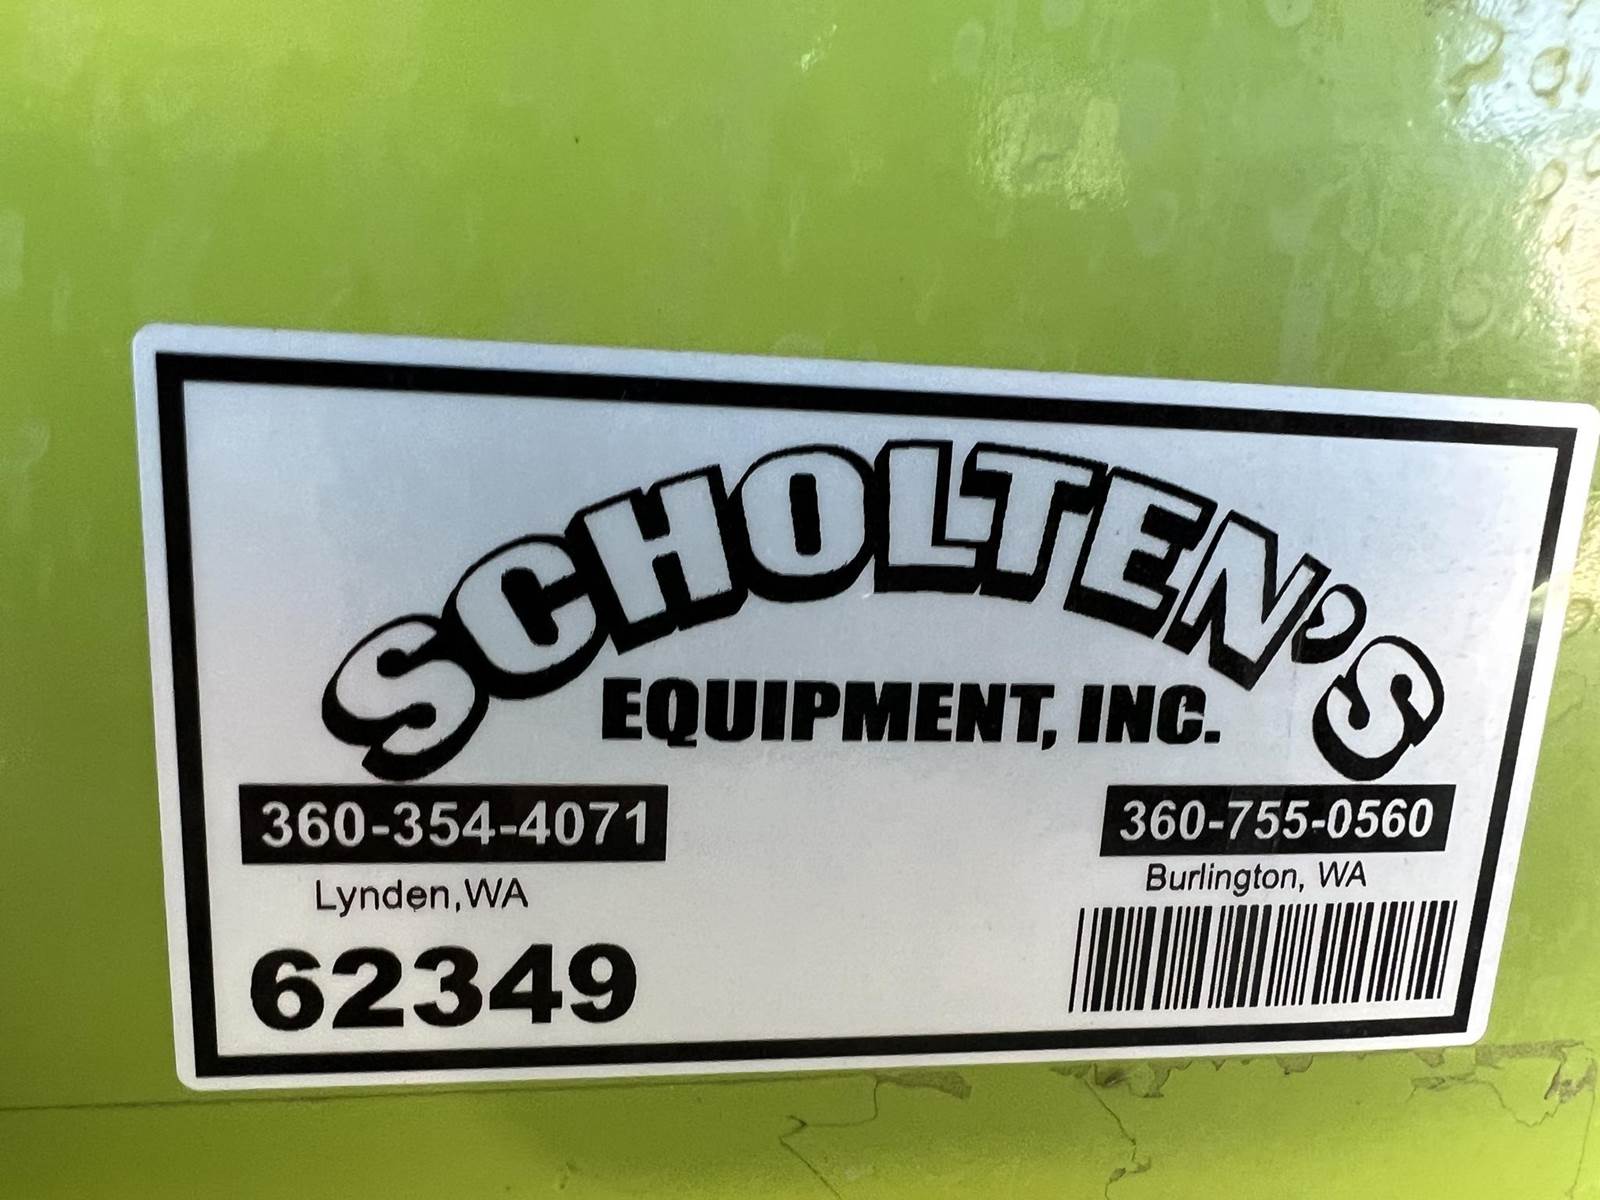 SCHOLTEN'S
EQUIPMENT, INC.
360-354-4071
Lynden,WA
360-755-0560
Burlington, WA
62349